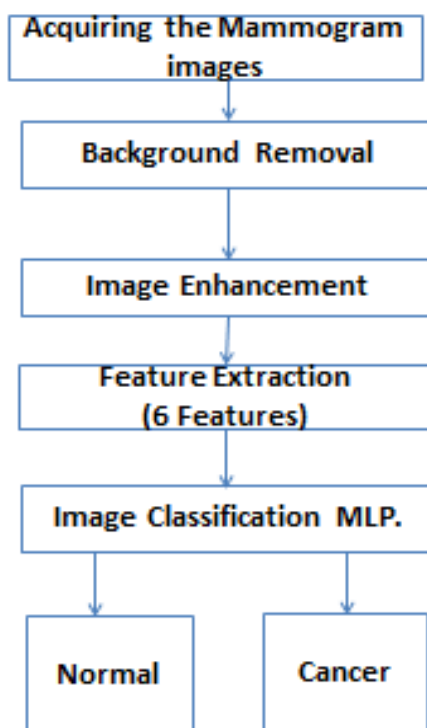 Acquiring the Mammogram
images
Background Removal
Image Enhancement
Feature Extraction
(6 Features)
Image Classification MLP.
Normal
Cancer